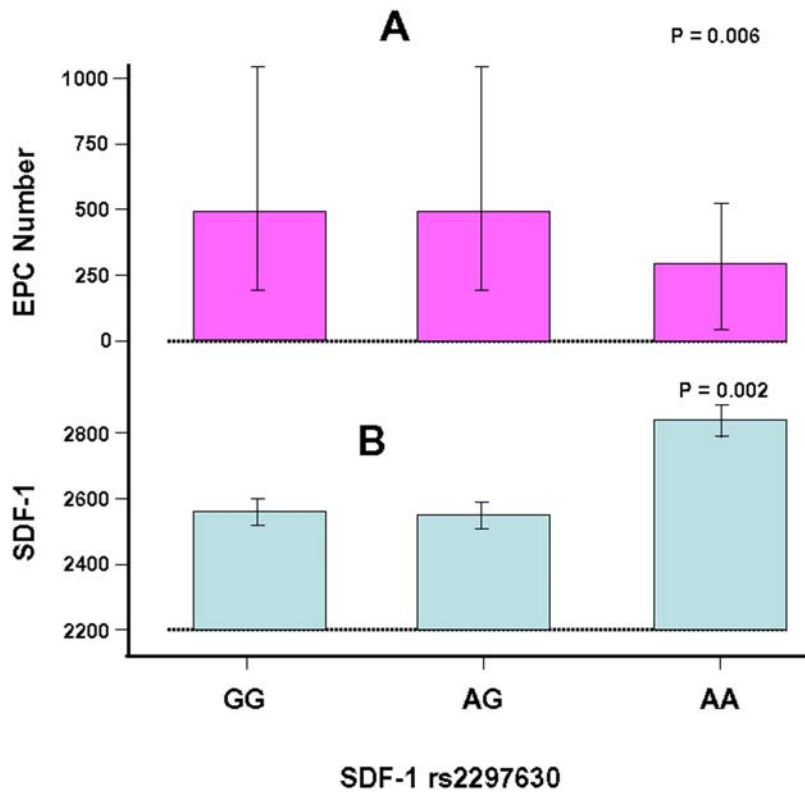 A
P = 0.006
1000
750
500
250
0
EPC Number
P = 0.002
B
2800
2600
2400
2200
SDF-1
GG AG AA
SDF-1 rs2297630